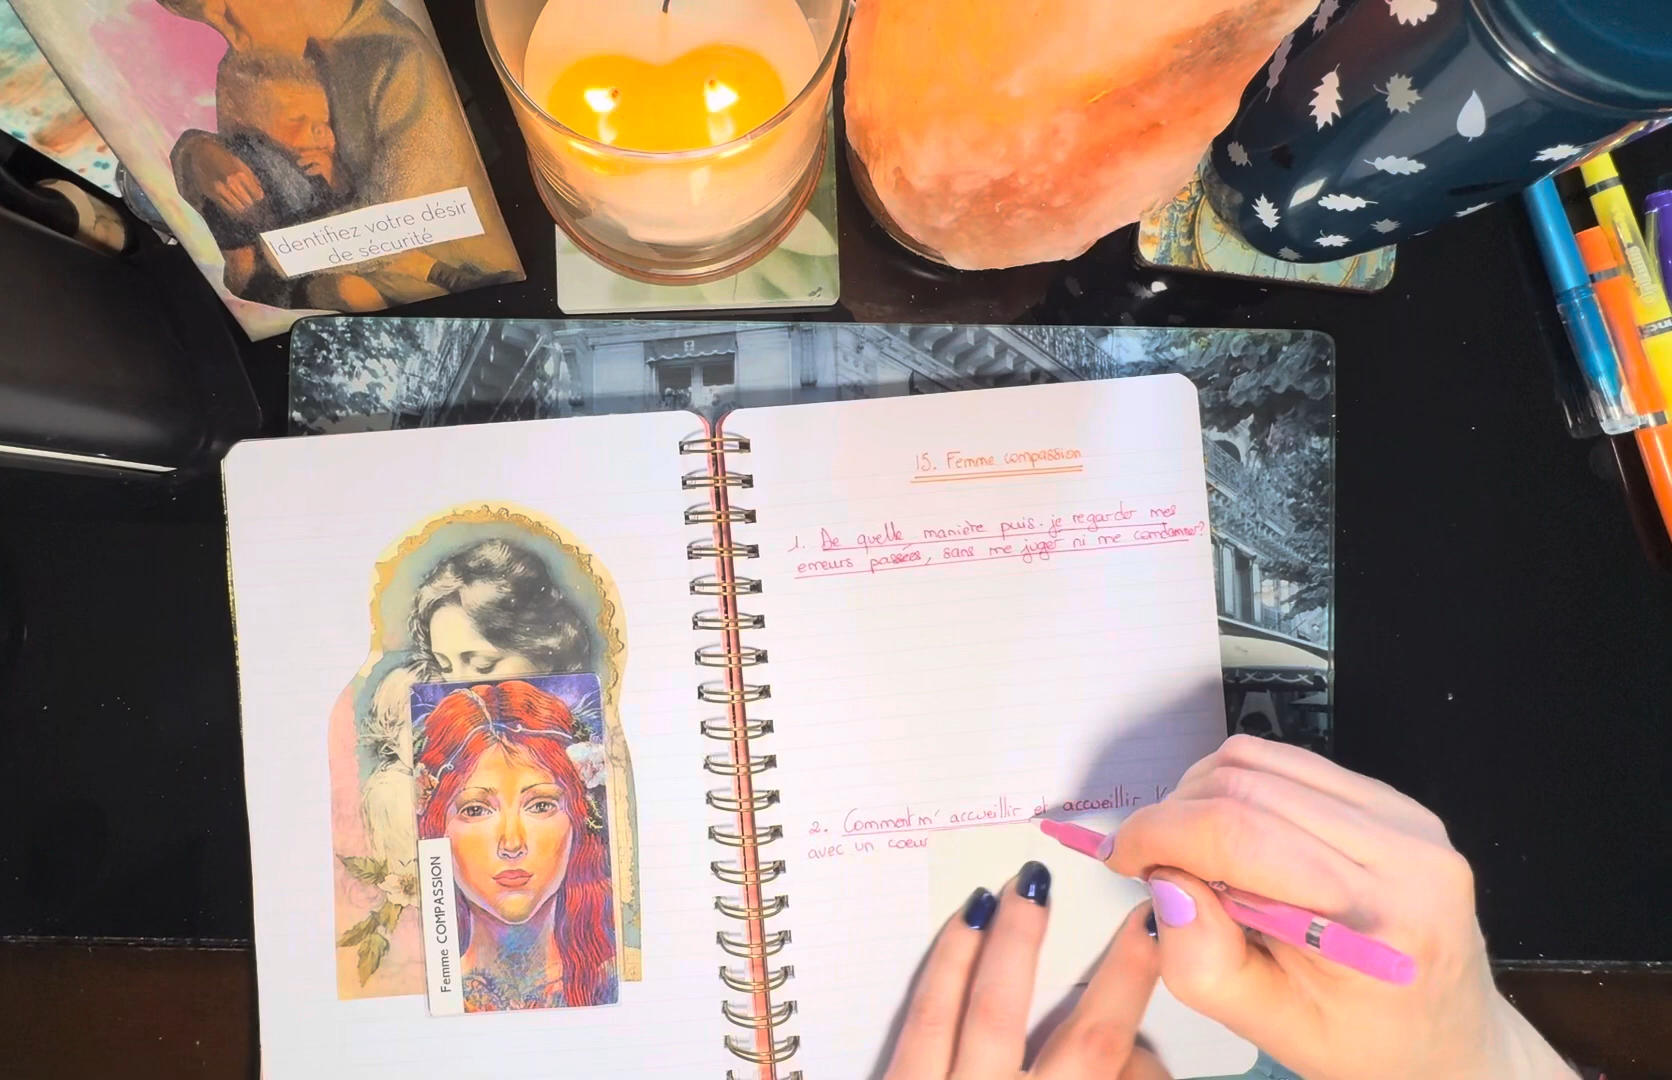 Identifiez votre désir
de sécurité
Femme COMPASSION
15. Femme compassion
1. De quelle manière puis-je regarder mes
erreurs passées, sans me juger ni me condamner?
2. Comment m'accueillir et accueillir
avec un coeur